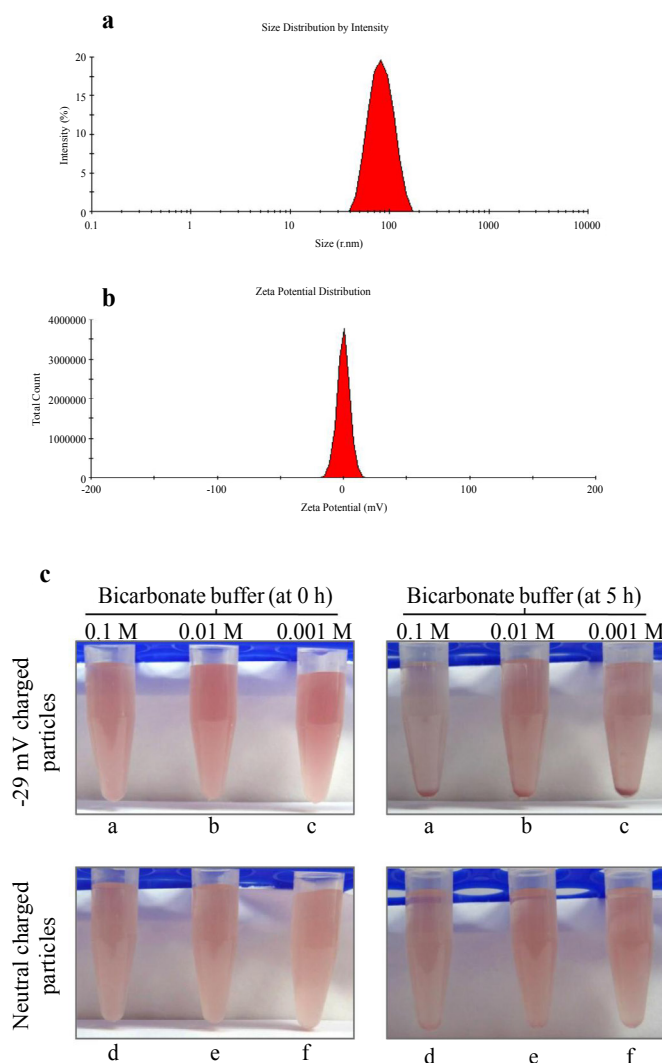 a
Size Distribution by Intensity
20
15
10
5
0
Intensity (%)
0.1 1 10 100 1000 10000
Size (r.nm)
b
Zeta Potential Distribution
4000000
3000000
2000000
1000000
0
Total Count
-200 -100 0 100 200
Zeta Potential (mV)
c
Bicarbonate buffer (at 0 h) Bicarbonate buffer (at 5 h)
0.1 M 0.01 M 0.001 M 0.1 M 0.01 M 0.001 M
-29 mV charged
particles
a b c a b c
Neutral charged
particles
d e f d e f